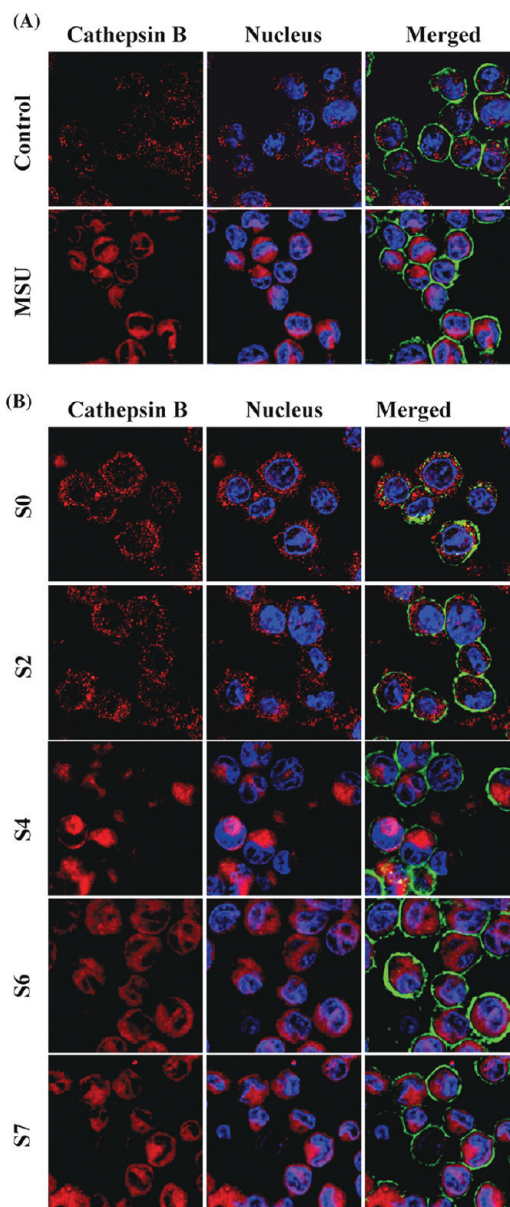 (A)
Cathepsin B Nucleus Merged
Control
MSU
(B)
Cathepsin B Nucleus Merged
S0
S2
S4
S6
S7